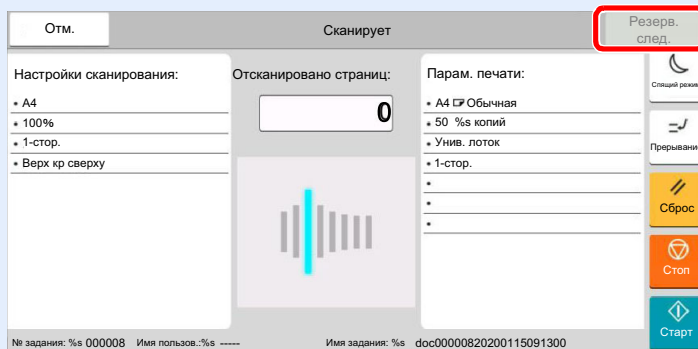 Отм.
Сканирует
Резерв.
след.
Настройки сканирования:
• A4
• 100%
• 1-стор.
• Верх кр сверху
Отсканировано страниц:
0
Парам. печати:
• A4 Обычная
• 50 %s копий
• Унив. лоток
• 1-стор.
•
•
•
Спящий режим
Прерывание
Сброс
Стоп
Старт
№ задания: %s 000008 Имя пользов.:%s ----- Имя задания: %s doc0000820200115091300